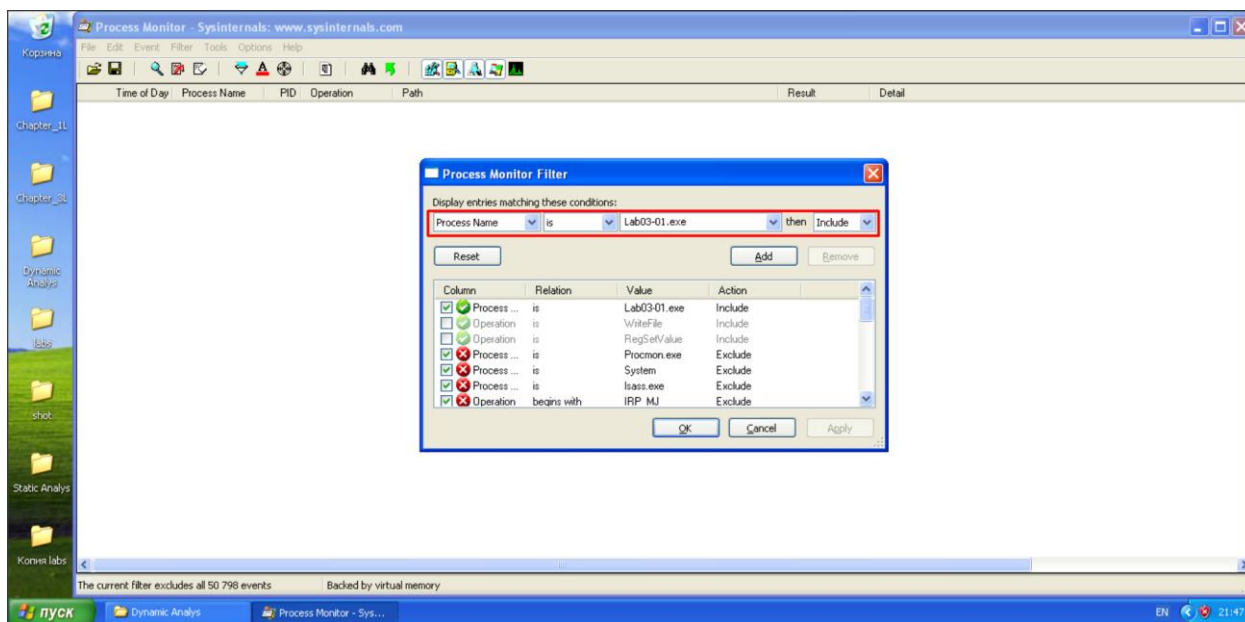 Process Monitor - Sysinternals: www.sysinternals.com
File Edit Event Filter Tools Options Help
Time of Day Process Name PID Operation Path Result Detail
Корзина
Chapter_1L
Chapter_3L
Dynamic
Analys
labs
shot
Static Analys
Копия labs
Process Monitor Filter
Display entries matching these conditions:
Process Name is Lab03-01.exe then Include
Reset Add Remove
Column Relation Value Action
Process ... is Lab03-01.exe Include
Operation is WriteFile Include
Operation is RegSetValue Include
Process ... is Procmon.exe Exclude
Process ... is System Exclude
Process ... is lsass.exe Exclude
Operation begins with IRP_MJ Exclude
OK Cancel Apply
The current filter excludes all 50 798 events Backed by virtual memory
пуск Dynamic Analys Process Monitor - Sys... EN 21:47